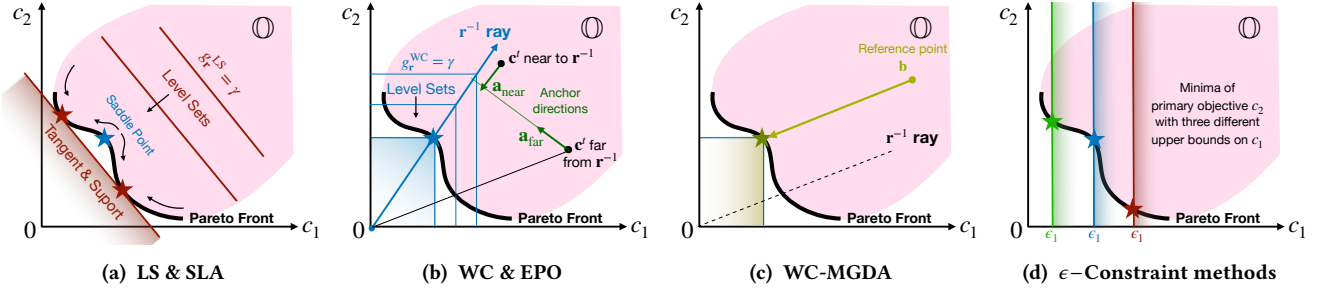 c₂
𝕆
g_r^LS = γ
Level Sets
Saddle Point
Tangent & Suport
Pareto Front
0
c₁
(a) LS & SLA
c₂
𝕆
r⁻¹ ray
g_r^WC = γ
cᵗ near to r⁻¹
a_near
Level Sets
Anchor
directions
a_far
cᵗ far
from r⁻¹
Pareto Front
0
c₁
(b) WC & EPO
c₂
𝕆
Reference point
b
r⁻¹ ray
Pareto Front
0
c₁
(c) WC-MGDA
c₂
𝕆
Minima of
primary objective c₂
with three different
upper bounds on c₁
Pareto Front
0
ϵ₁ ϵ₁ ϵ₁
c₁
(d) ϵ−Constraint methods